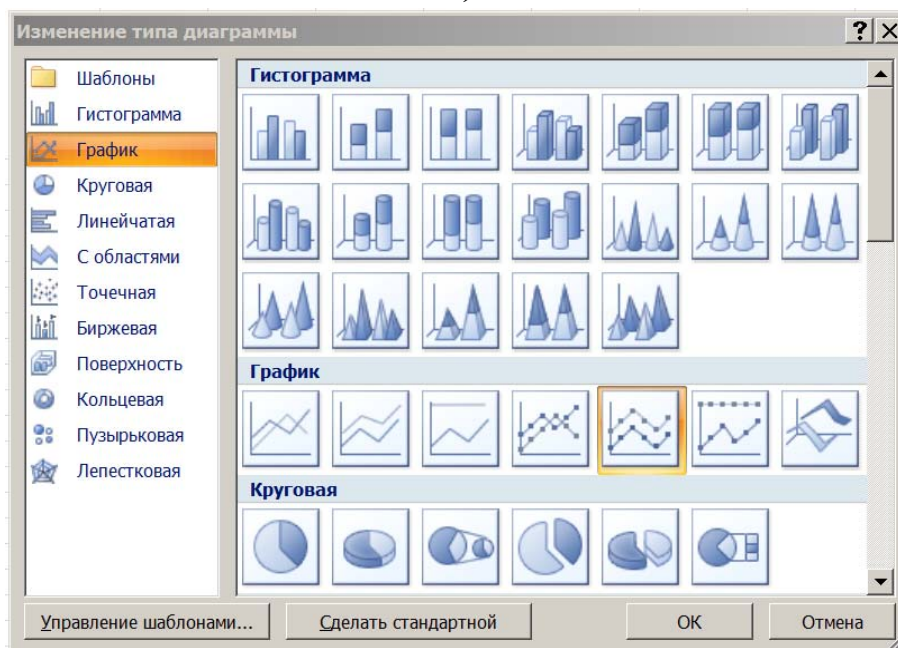 Изменение типа диаграммы
Шаблоны
Гистограмма
График
Круговая
Линейчатая
С областями
Точечная
Биржевая
Поверхность
Кольцевая
Пузырьковая
Лепестковая
Гистограмма
График
Круговая
Управление шаблонами...
Сделать стандартной
ОК
Отмена